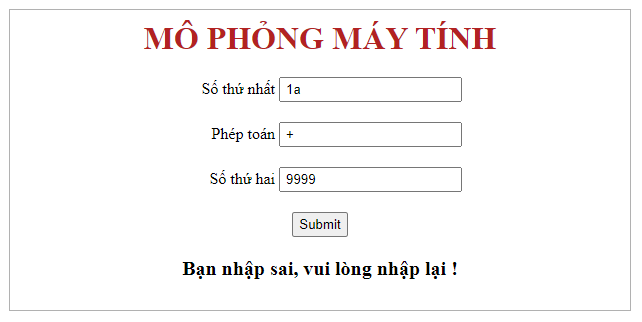 MÔ PHỎNG MÁY TÍNH
Số thứ nhất 1a
Phép toán +
Số thứ hai 9999
Submit
Bạn nhập sai, vui lòng nhập lại !